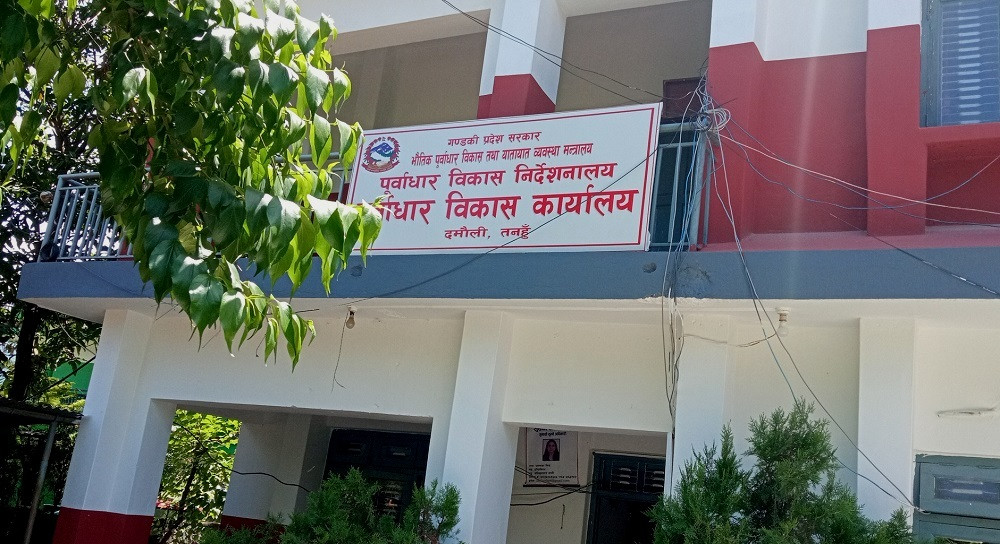 गण्डकी प्रदेश सरकार
भौतिक पूर्वाधार विकास तथा यातायात व्यवस्था मन्त्रालय
पूर्वाधार विकास निर्देशनालय
विकास कार्यालय
दमौली, तनहुँ